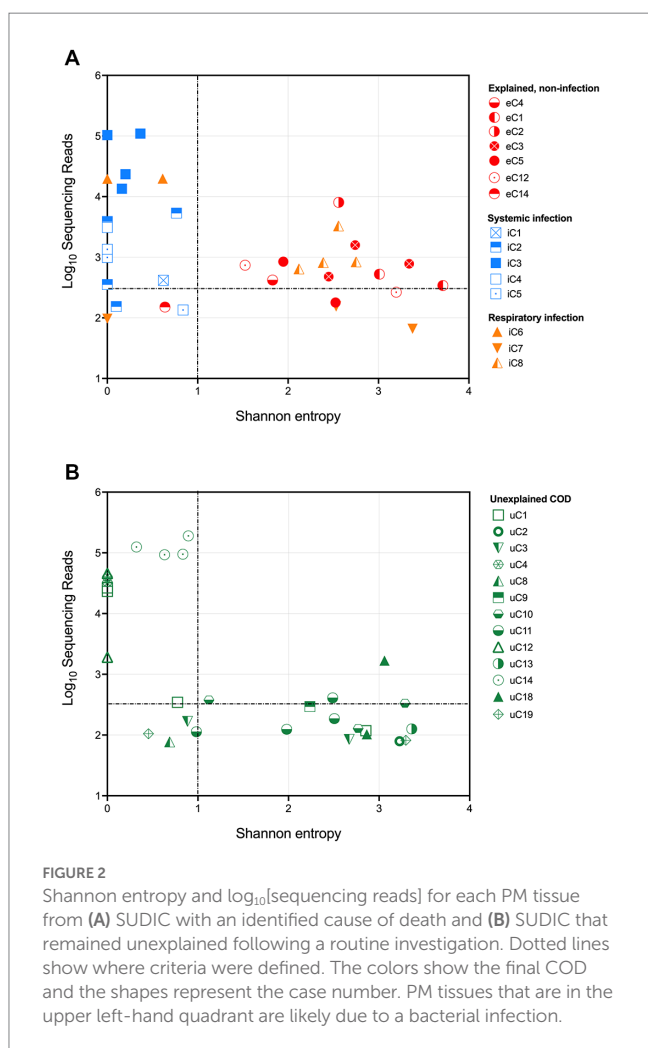 A
6
5
4
3
2
1
Log10 Sequencing Reads
0
1
2
3
4
Shannon entropy
Explained, non-infection
eC4
eC1
eC2
eC3
eC5
eC12
eC14
Systemic infection
iC1
iC2
iC3
iC4
iC5
Respiratory infection
iC6
iC7
iC8
B
6
5
4
3
2
1
Log10 Sequencing Reads
0
1
2
3
4
Shannon entropy
Unexplained COD
uC1
uC2
uC3
uC4
uC8
uC9
uC10
uC11
uC12
uC13
uC14
uC18
uC19
FIGURE 2
Shannon entropy and log10[sequencing reads] for each PM tissue
from (A) SUDIC with an identified cause of death and (B) SUDIC that
remained unexplained following a routine investigation. Dotted lines
show where criteria were defined. The colors show the final COD
and the shapes represent the case number. PM tissues that are in the
upper left-hand quadrant are likely due to a bacterial infection.